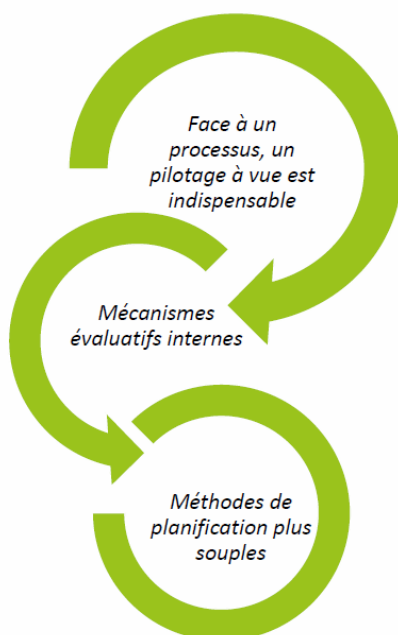 Face à un
processus, un
pilotage à vue est
indispensable
Mécanismes
évaluatifs internes
Méthodes de
planification plus
souples